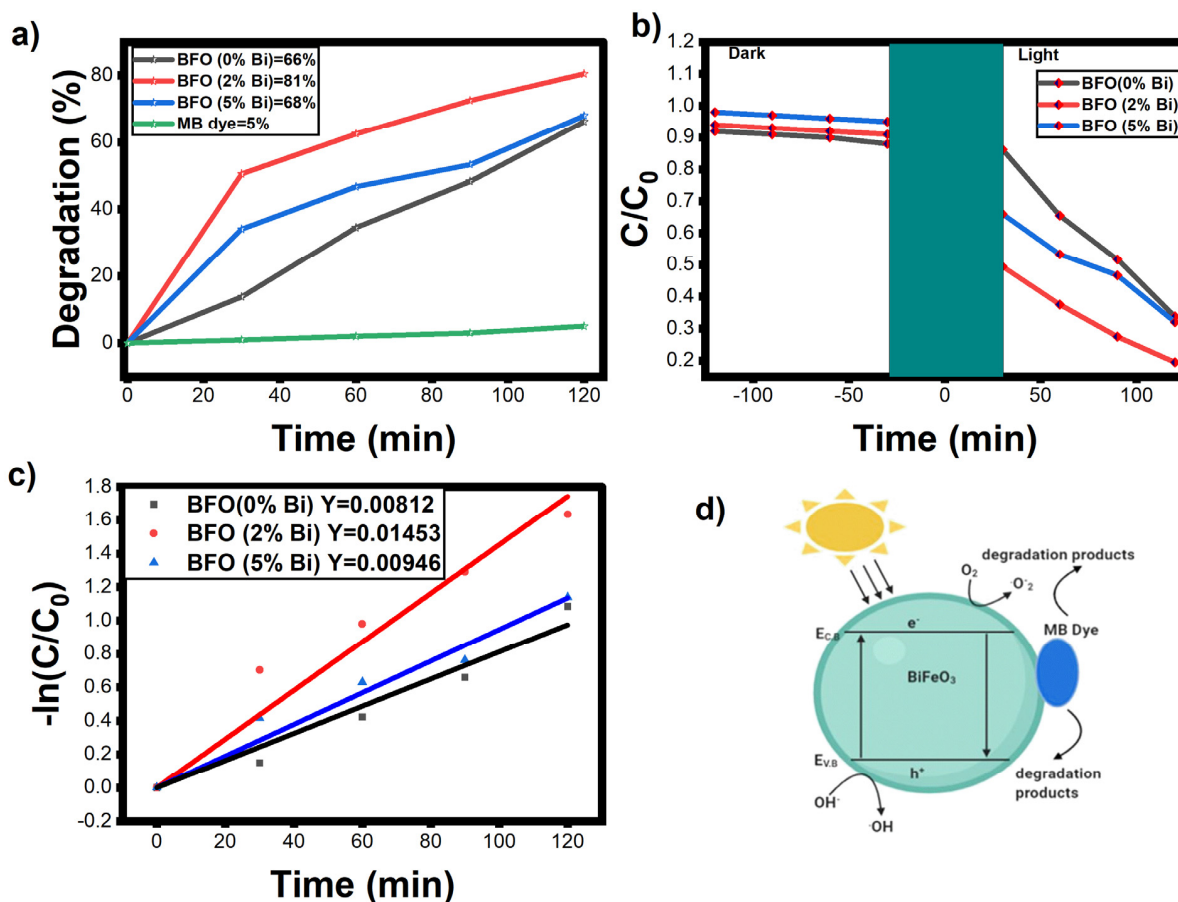 a)
BFO (0% Bi)=66%
BFO (2% Bi)=81%
BFO (5% Bi)=68%
MB dye=5%
Degradation (%)
80
60
40
20
0
0 20 40 60 80 100 120
Time (min)
b)
Dark
Light
BFO(0% Bi)
BFO (2% Bi)
BFO (5% Bi)
C/C0
1.2
1.1
1.0
0.9
0.8
0.7
0.6
0.5
0.4
0.3
0.2
-100 -50 0 50 100
Time (min)
c)
BFO(0% Bi) Y=0.00812
BFO (2% Bi) Y=0.01453
BFO (5% Bi) Y=0.00946
-ln(C/C0)
1.8
1.6
1.4
1.2
1.0
0.8
0.6
0.4
0.2
0.0
-0.2
0 20 40 60 80 100 120
Time (min)
d)
degradation products
O2
·O-2
MB Dye
e-
EC.B
BiFeO3
EV.B
h+
degradation
products
OH-
·OH